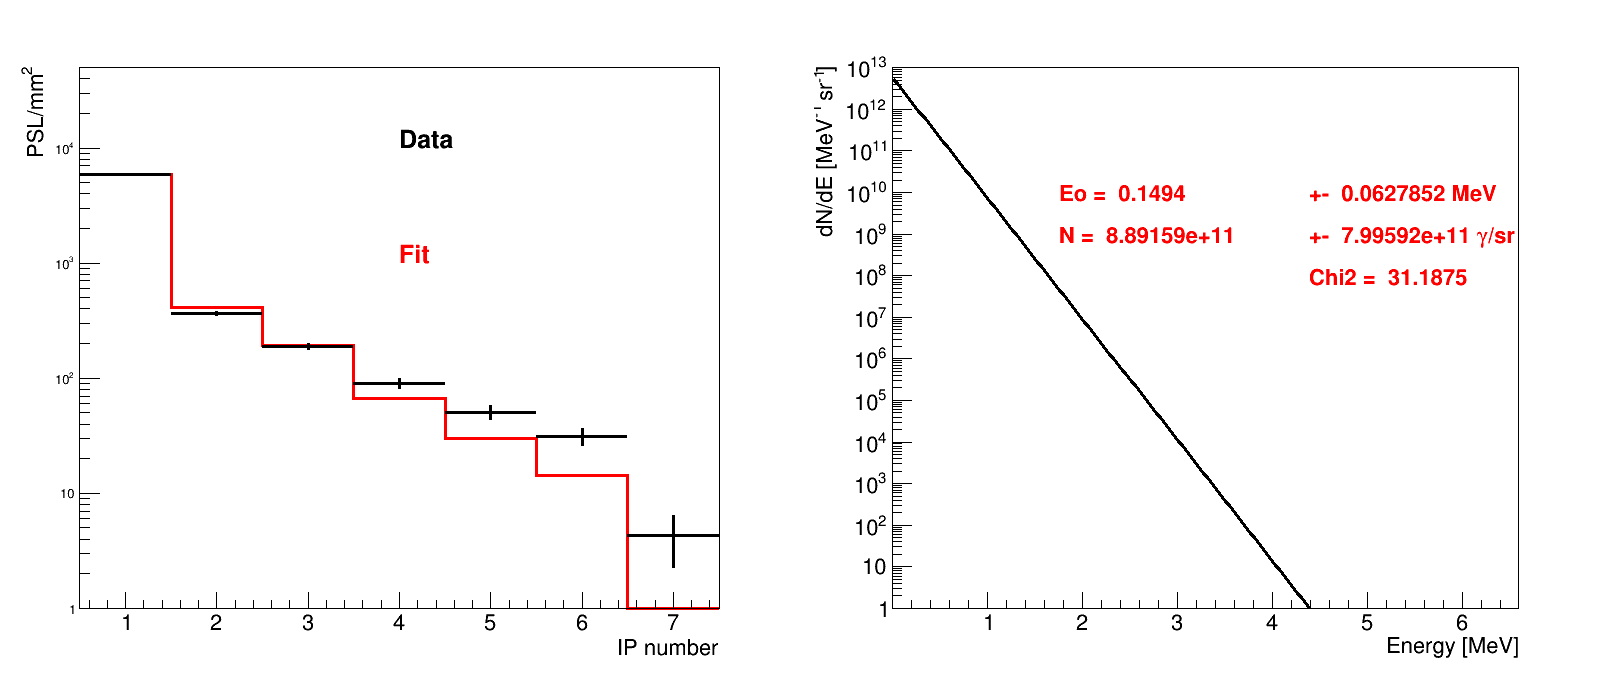 PSL/mm²
Data
Fit
10⁴
10³
10²
10
1
1 2 3 4 5 6 7
IP number
dN/dE [MeV⁻¹ sr⁻¹]
10¹³
10¹²
10¹¹
10¹⁰
10⁹
10⁸
10⁷
10⁶
10⁵
10⁴
10³
10²
10
1
Eo = 0.1494 +- 0.0627852 MeV
N = 8.89159e+11 +- 7.99592e+11 γ/sr
Chi2 = 31.1875
1 2 3 4 5 6
Energy [MeV]